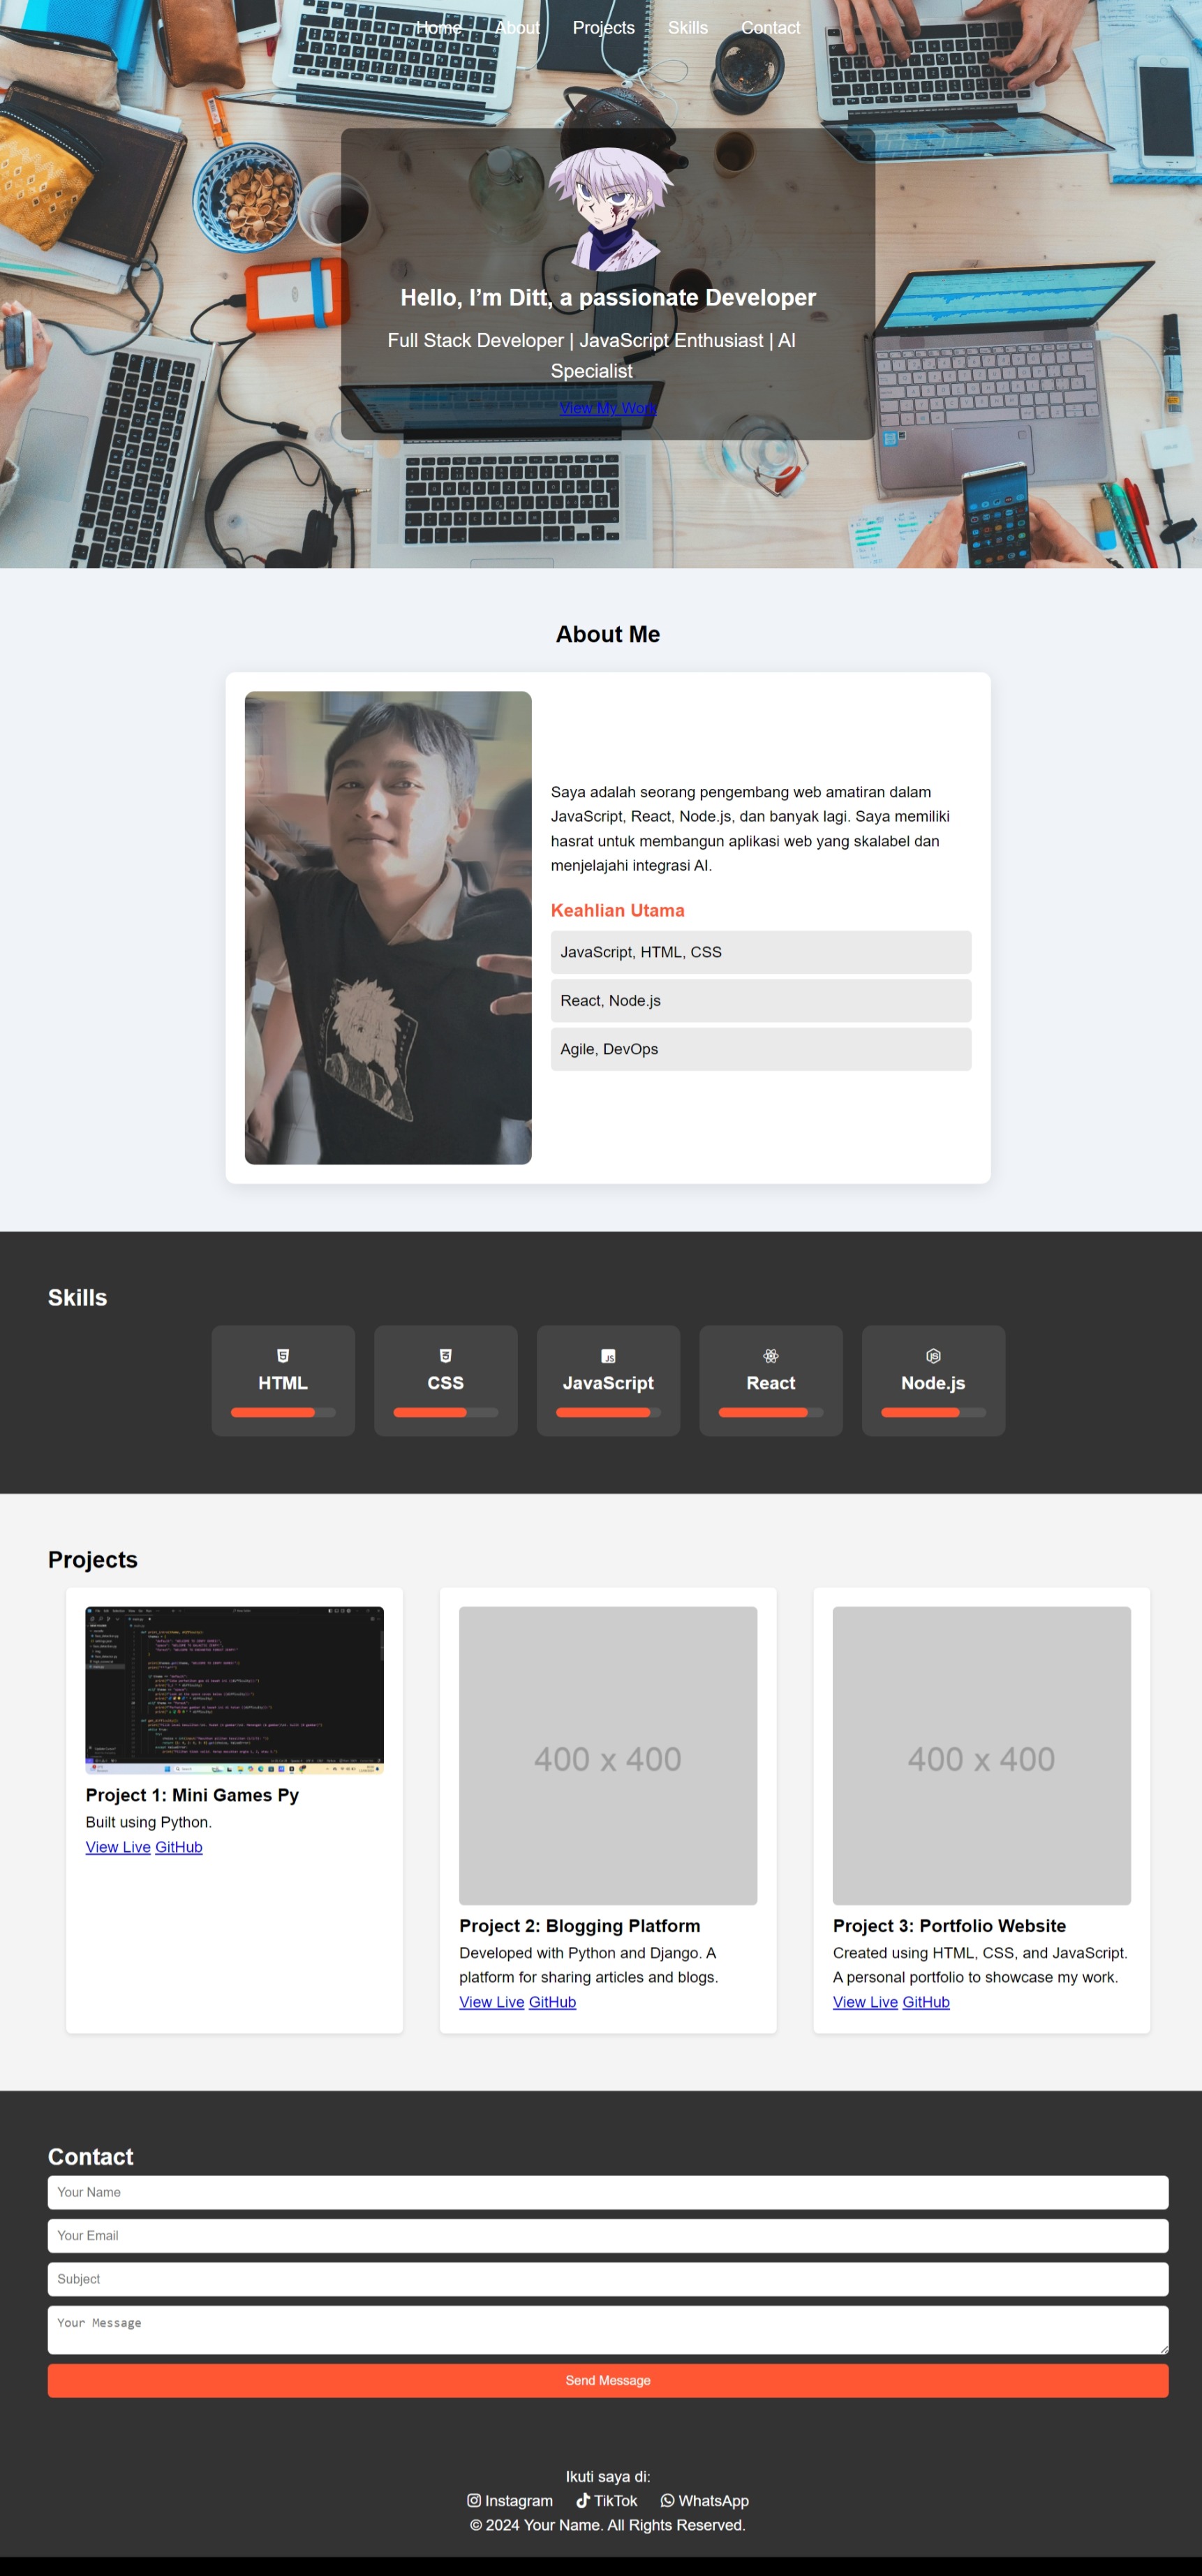 Home About Projects Skills Contact
Hello, I’m Ditt, a passionate Developer
Full Stack Developer | JavaScript Enthusiast | AI
Specialist
View My Work
About Me
Saya adalah seorang pengembang web amatiran dalam
JavaScript, React, Node.js, dan banyak lagi. Saya memiliki
hasrat untuk membangun aplikasi web yang skalabel dan
menjelajahi integrasi AI.
Keahlian Utama
JavaScript, HTML, CSS
React, Node.js
Agile, DevOps
Skills
HTML
CSS
JavaScript
React
Node.js
Projects
Project 1: Mini Games Py
Built using Python.
View Live GitHub
400 x 400
Project 2: Blogging Platform
Developed with Python and Django. A
platform for sharing articles and blogs.
View Live GitHub
400 x 400
Project 3: Portfolio Website
Created using HTML, CSS, and JavaScript.
A personal portfolio to showcase my work.
View Live GitHub
Contact
Your Name
Your Email
Subject
Your Message
Send Message
Ikuti saya di:
Instagram TikTok WhatsApp
© 2024 Your Name. All Rights Reserved.